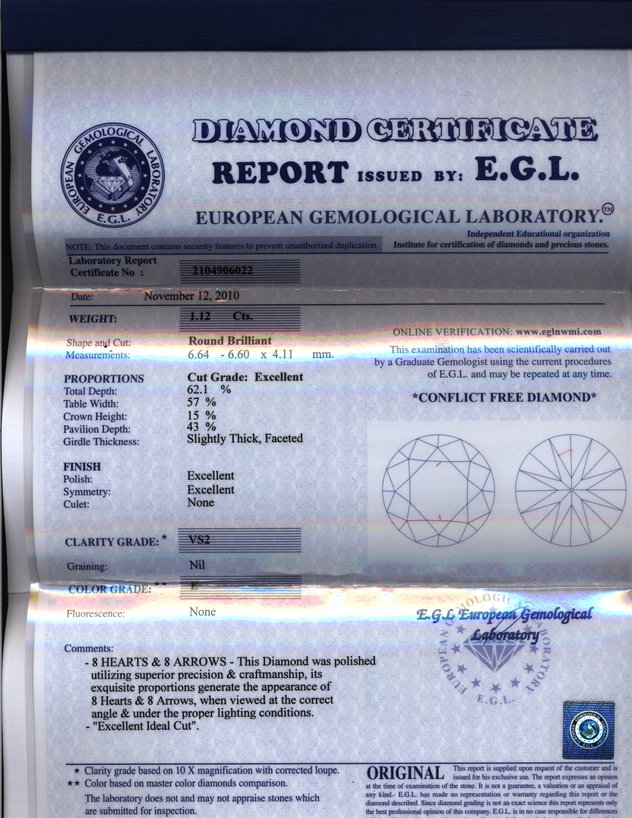 DIAMOND CERTIFICATE
REPORT ISSUED BY: E.G.L.
EUROPEAN GEMOLOGICAL LABORATORY.™
EUROPEAN GEMOLOGICAL LABORATORY
E.G.L.
Independent Educational organization
NOTE: This document contains security features to prevent unauthorized duplication.
Institute for certification of diamonds and precious stones.
Laboratory Report
Certificate No : 2104906022
Date: November 12, 2010
WEIGHT: 1.12 Cts.
Shape and Cut: Round Brilliant
Measurements: 6.64 - 6.60 x 4.11 mm.
ONLINE VERIFICATION: www.eglnwmi.com
This examination has been scientifically carried out
by a Graduate Gemologist using the current procedures
of E.G.L. and may be repeated at any time.
*CONFLICT FREE DIAMOND*
PROPORTIONS Cut Grade: Excellent
Total Depth: 62.1 %
Table Width: 57 %
Crown Height: 15 %
Pavilion Depth: 43 %
Girdle Thickness: Slightly Thick, Faceted
FINISH
Polish: Excellent
Symmetry: Excellent
Culet: None
CLARITY GRADE: * VS2
Graining: Nil
COLOR GRADE: ** E
Fluorescence: None
E.G.L European Gemological
Laboratory
EUROPEAN GEMOLOGICAL LABORATORY
E.G.L.
Comments:
- 8 HEARTS & 8 ARROWS - This Diamond was polished
utilizing superior precision & craftmanship, its
exquisite proportions generate the appearance of
8 Hearts & 8 Arrows, when viewed at the correct
angle & under the proper lighting conditions.
- "Excellent Ideal Cut".
★ Clarity grade based on 10 X magnification with corrected loupe.
★★ Color based on master color diamonds comparison.
The laboratory does not and may not appraise stones which
are submitted for inspection.
ORIGINAL This report is supplied upon request of the customer and is
issued for his exclusive use. The report expresses an opinion
at the time of examination of the stone. It is not a guarantee, a valuation or an appraisal of
any kind.- E.G.L. has made no representation or warranty regarding this report or the
diamond described. Since diamond grading is not an exact science this report represents only
the best professional opinion of this company. E.G.L. is in no case responsible for differences